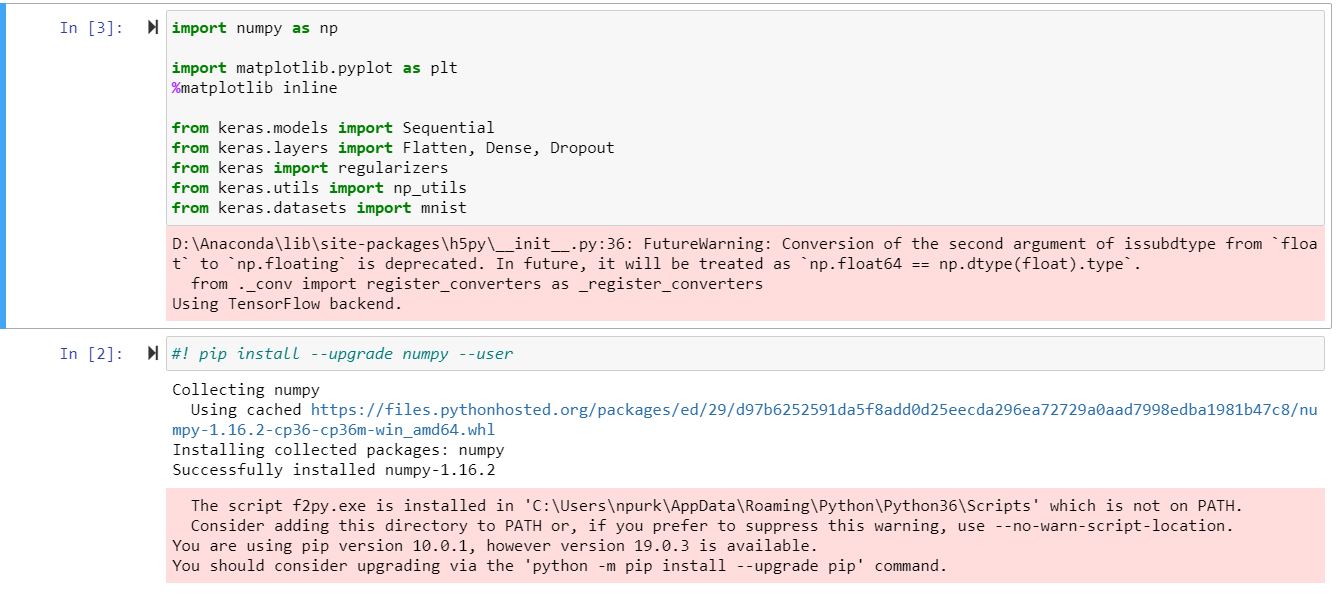 In [3]:
import numpy as np
import matplotlib.pyplot as plt
%matplotlib inline
from keras.models import Sequential
from keras.layers import Flatten, Dense, Dropout
from keras import regularizers
from keras.utils import np_utils
from keras.datasets import mnist
D:\Anaconda\lib\site-packages\h5py\__init__.py:36: FutureWarning: Conversion of the second argument of issubdtype from `floa
t` to `np.floating` is deprecated. In future, it will be treated as `np.float64 == np.dtype(float).type`.
from ._conv import register_converters as _register_converters
Using TensorFlow backend.
In [2]:
#! pip install --upgrade numpy --user
Collecting numpy
Using cached https://files.pythonhosted.org/packages/ed/29/d97b6252591da5f8add0d25eecda296ea72729a0aad7998edba1981b47c8/nu
mpy-1.16.2-cp36-cp36m-win_amd64.whl
Installing collected packages: numpy
Successfully installed numpy-1.16.2
The script f2py.exe is installed in 'C:\Users\npurk\AppData\Roaming\Python\Python36\Scripts' which is not on PATH.
Consider adding this directory to PATH or, if you prefer to suppress this warning, use --no-warn-script-location.
You are using pip version 10.0.1, however version 19.0.3 is available.
You should consider upgrading via the 'python -m pip install --upgrade pip' command.